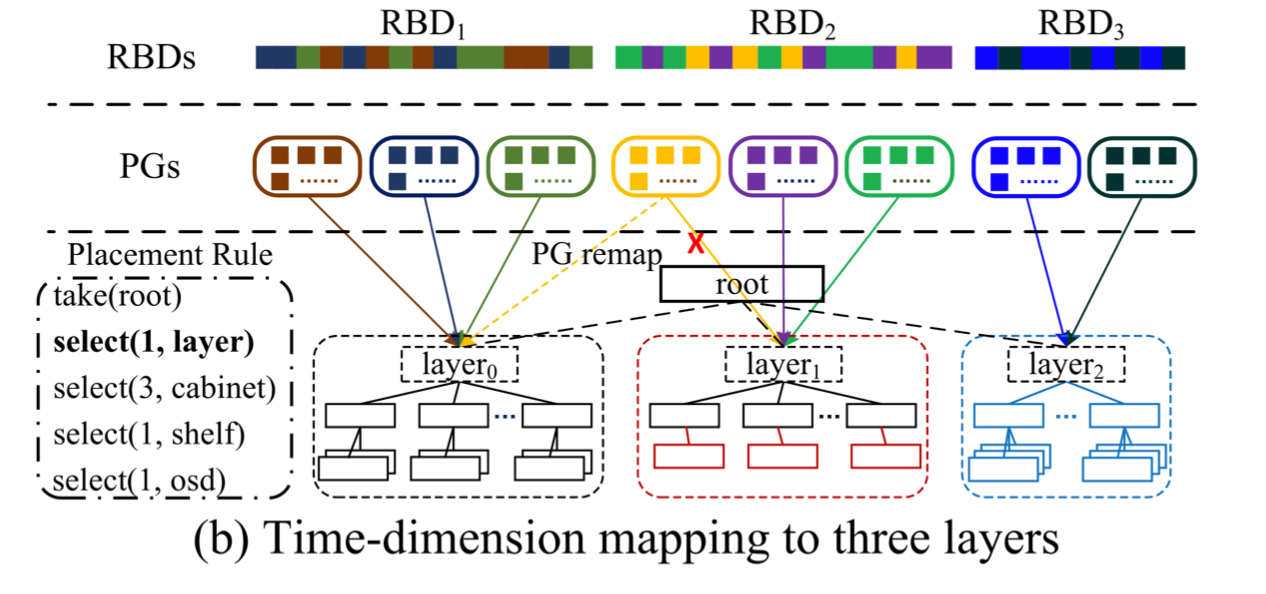 RBD₁ RBD₂ RBD₃
RBDs
PGs
Placement Rule
PG remap X
root
take(root)
select(1, layer)
select(3, cabinet)
select(1, shelf)
select(1, osd)
layer₀ layer₁ layer₂
(b) Time-dimension mapping to three layers